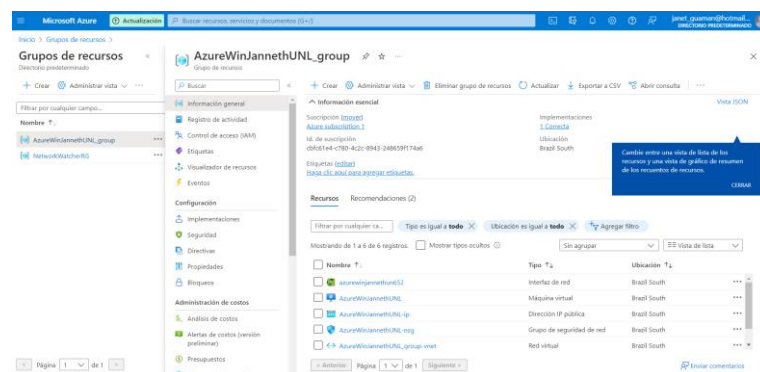 Microsoft Azure
Actualización
Buscar recursos, servicios y documentos (G+/)
janet_guaman@hotmail...
DIRECTORIO PREDETERMINADO
Inicio > Grupos de recursos >
Grupos de recursos
Directorio predeterminado
+ Crear Administrar vista
Filtrar por cualquier campo...
Nombre ↑↓
AzureWinJannethUNL_group
NetworkWatcherRG
< Página 1 de 1 >
AzureWinJannethUNL_group
Grupo de recursos
Buscar
Información general
Registro de actividad
Control de acceso (IAM)
Etiquetas
Visualizador de recursos
Eventos
Configuración
Implementaciones
Seguridad
Directivas
Propiedades
Bloqueos
Administración de costos
Análisis de costos
Alertas de costos (versión
preliminar)
Presupuestos
+ Crear Administrar vista Eliminar grupo de recursos Actualizar Exportar a CSV Abrir consulta
Información esencial
Vista JSON
Suscripción (mover)
Azure subscription 1
Id. de suscripción
Etiquetas (editar)
Haga clic aquí para agregar etiquetas.
Implementaciones
1 Correcta
Ubicación
Brazil South
Cambie entre una vista de lista de los
recursos y una vista de gráfico de resumen
de los recuentos de recursos.
CERRAR
Recursos Recomendaciones (2)
Filtrar por cualquier ca... Tipo es igual a todo × Ubicación es igual a todo × Agregar filtro
Mostrando de 1 a 6 de 6 registros. Mostrar tipos ocultos
Sin agrupar Vista de lista
Nombre ↑↓ Tipo ↑↓ Ubicación ↑↓
azurewinjannethunl652 Interfaz de red Brazil South
AzureWinJannethUNL Máquina virtual Brazil South
AzureWinJannethUNL-ip Dirección IP pública Brazil South
AzureWinJannethUNL-nsg Grupo de seguridad de red Brazil South
AzureWinJannethUNL_group-vnet Red virtual Brazil South
< Anterior Página 1 de 1 Siguiente >
Enviar comentarios